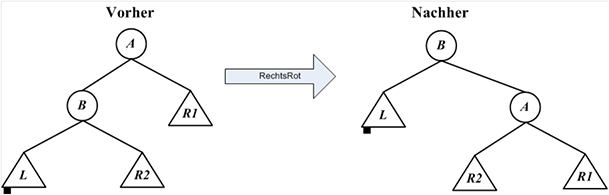 Vorher
Nachher
A
B
R1
L
R2
RechtsRot
B
L
A
R2
R1